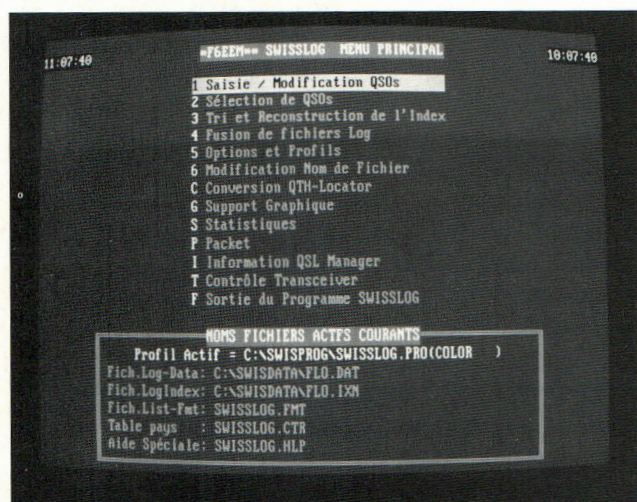 11:07:40 =F6EEM== SWISSLOG MENU PRINCIPAL 10:07:40
1 Saisie / Modification QSOs
2 Sélection de QSOs
3 Tri et Reconstruction de l'Index
4 Fusion de fichiers Log
5 Options et Profils
6 Modification Nom de Fichier
C Conversion QTH-Locator
G Support Graphique
S Statistiques
P Packet
I Information QSL Manager
T Contrôle Transceiver
F Sortie du Programme SWISSLOG
NOMS FICHIERS ACTFS COURANTS
Profil Actif = C:\SWISPROG\SWISSLOG.PRO(COLOR )
Fich.Log-Data: C:\SWISDATA\FLO.DAT
Fich.LogIndex: C:\SWISDATA\FLO.IXN
Fich.List-Fmt: SWISSLOG.FMT
Table pays : SWISSLOG.CTR
Aide Spéciale: SWISSLOG.HLP